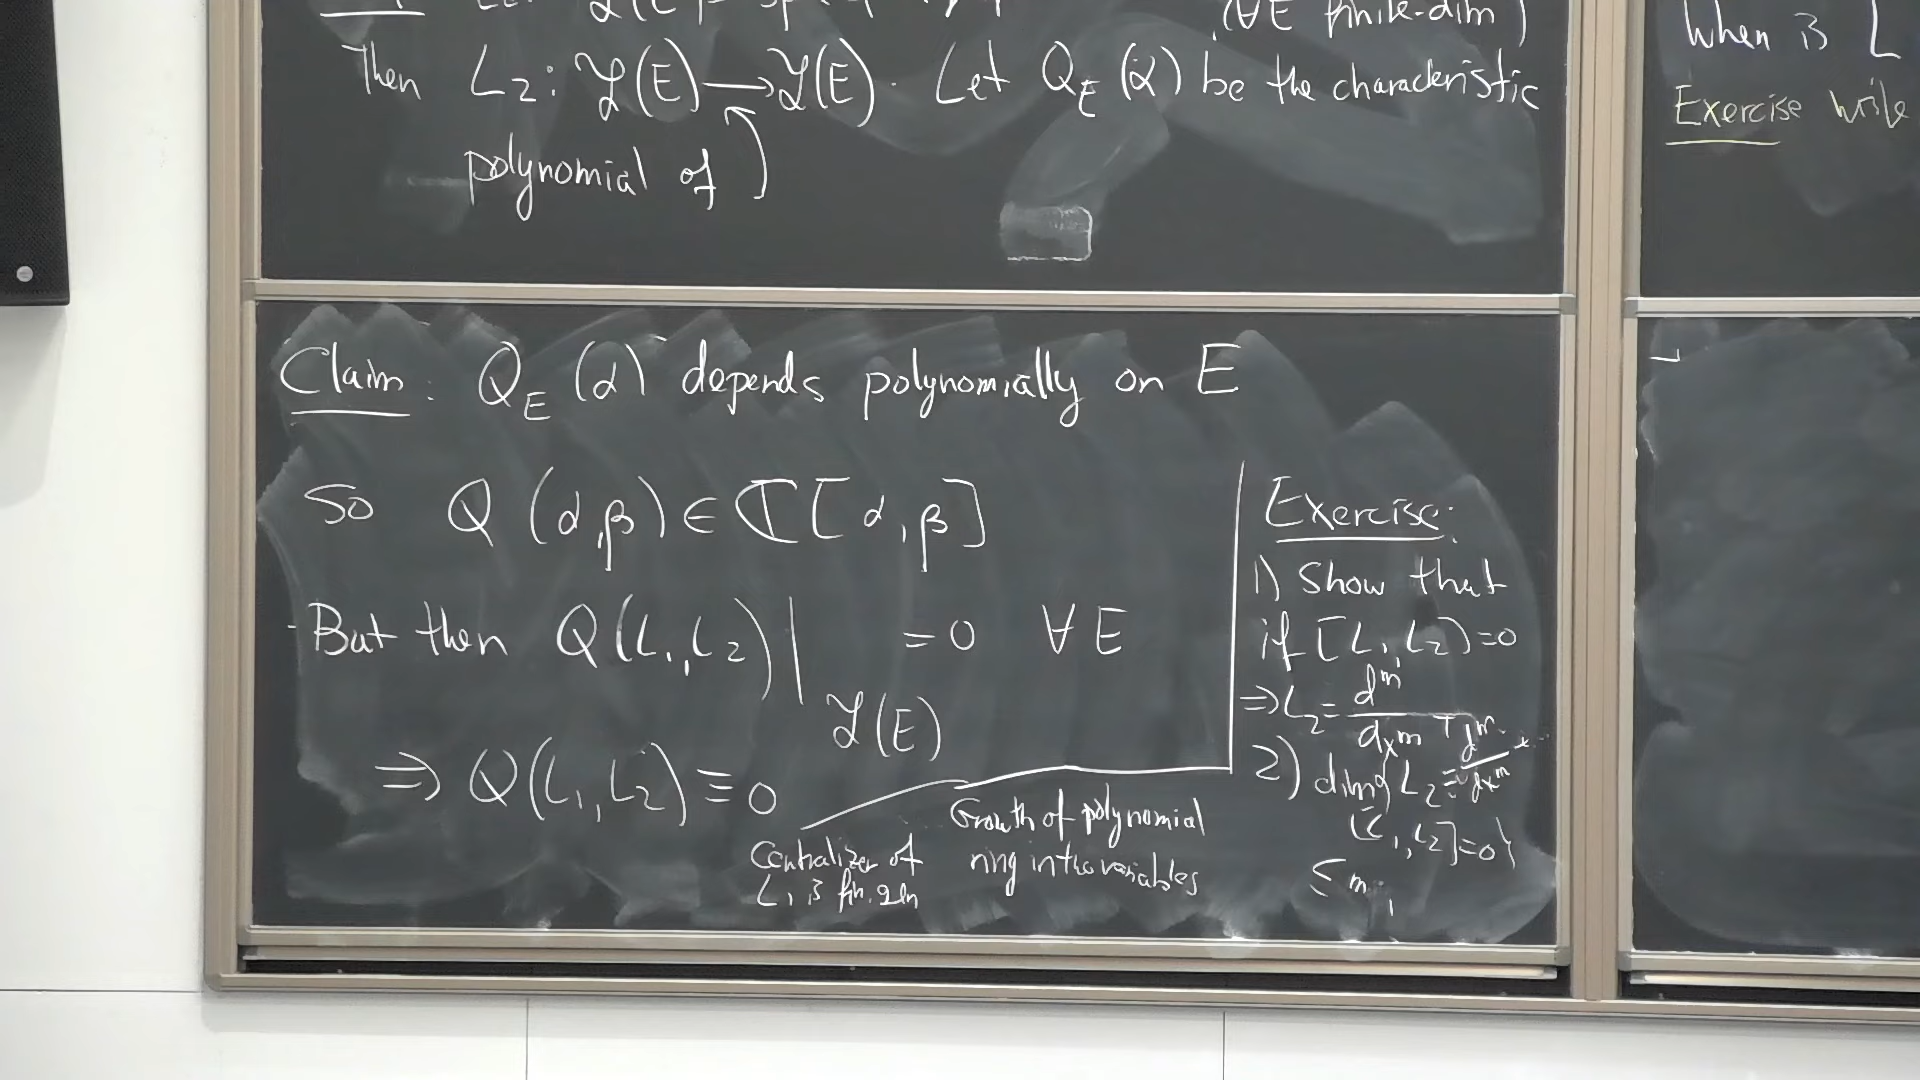 (∀E finite-dim)
Then L₂: 𝓛(E) ⟶ 𝓛(E). Let Q_E(α) be the characteristic
polynomial of
Claim: Q_E(α) depends polynomially on E
So Q(α,β) ∈ ℂ[α,β]
But then Q(L₁,L₂)| = 0 ∀ E
𝓛(E)
⇒ Q(L₁,L₂) ≡ 0
Centralizer of
L₁ is fin. gen
Growth of polynomial
ring in two variables
Exercise:
1) Show that
if [L₁,L₂]=0
⇒ L₂ = d^m
dx^m +
2) dim{L₂ =
[L₁,L₂]=0}
≤ m
When is L
Exercise write